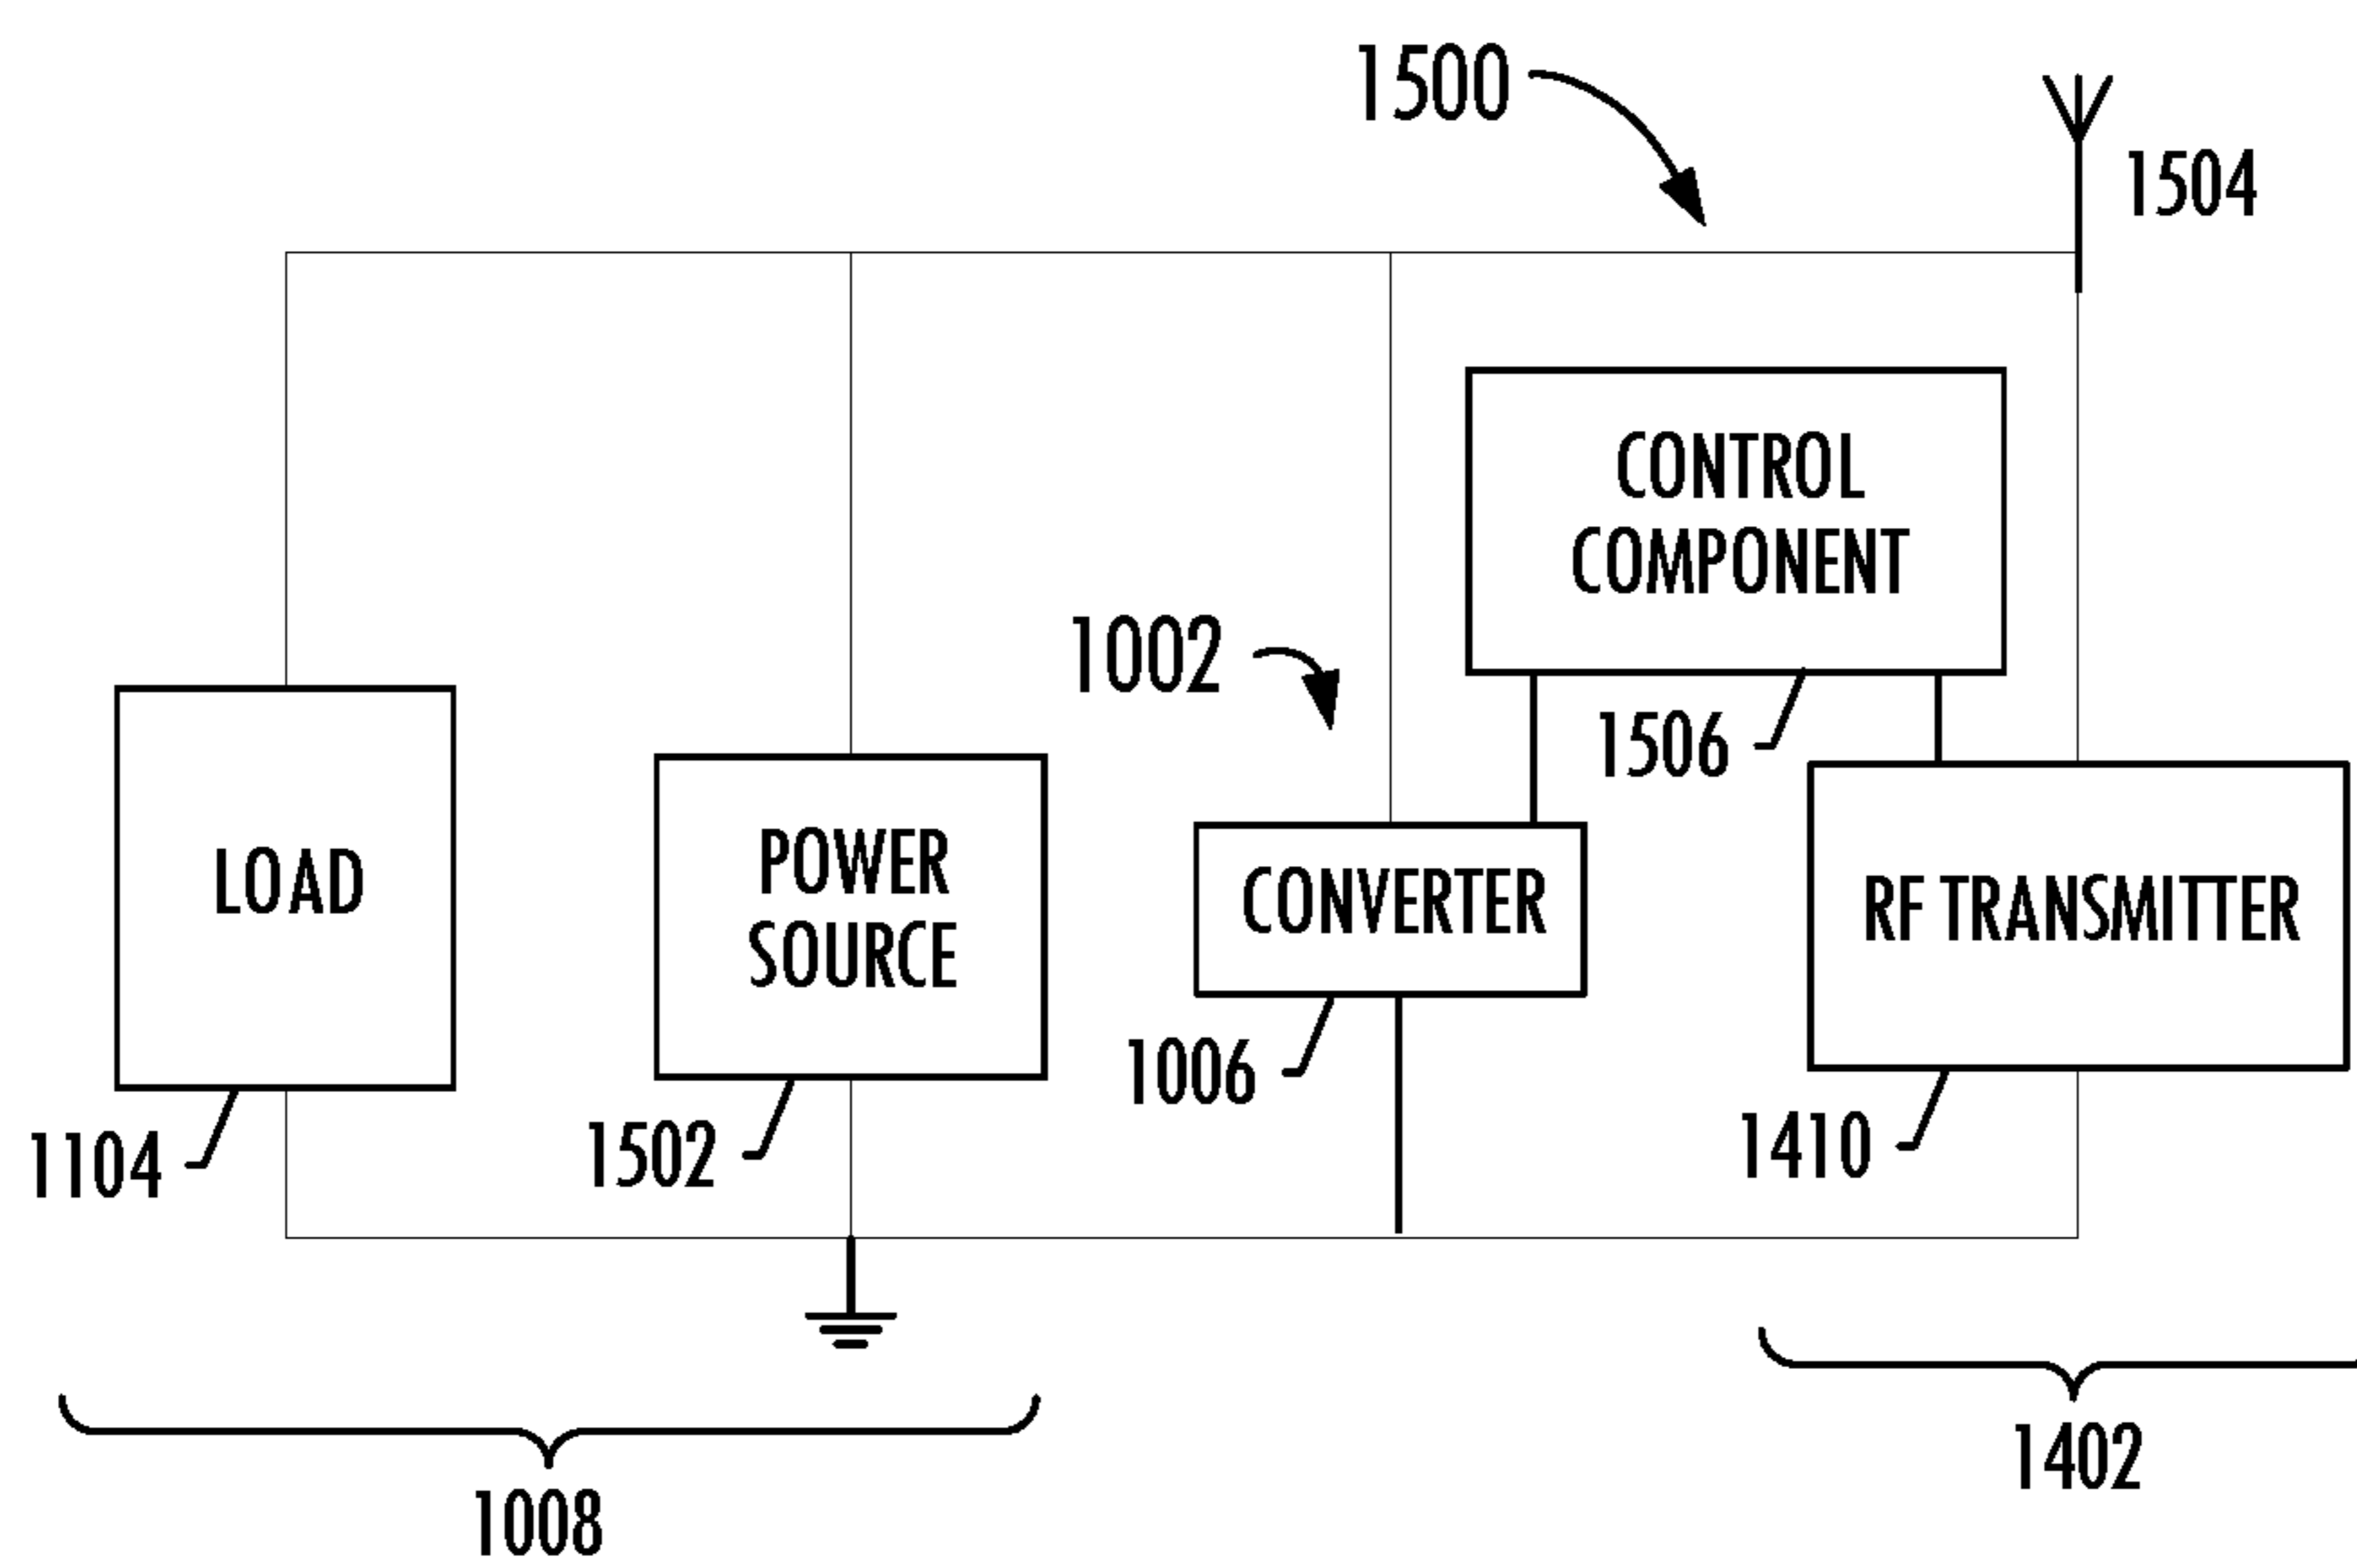 1500
1504
CONTROL
COMPONENT
1002
1506
LOAD
POWER
SOURCE
CONVERTER
RF TRANSMITTER
1006
1104
1502
1410
1402
1008